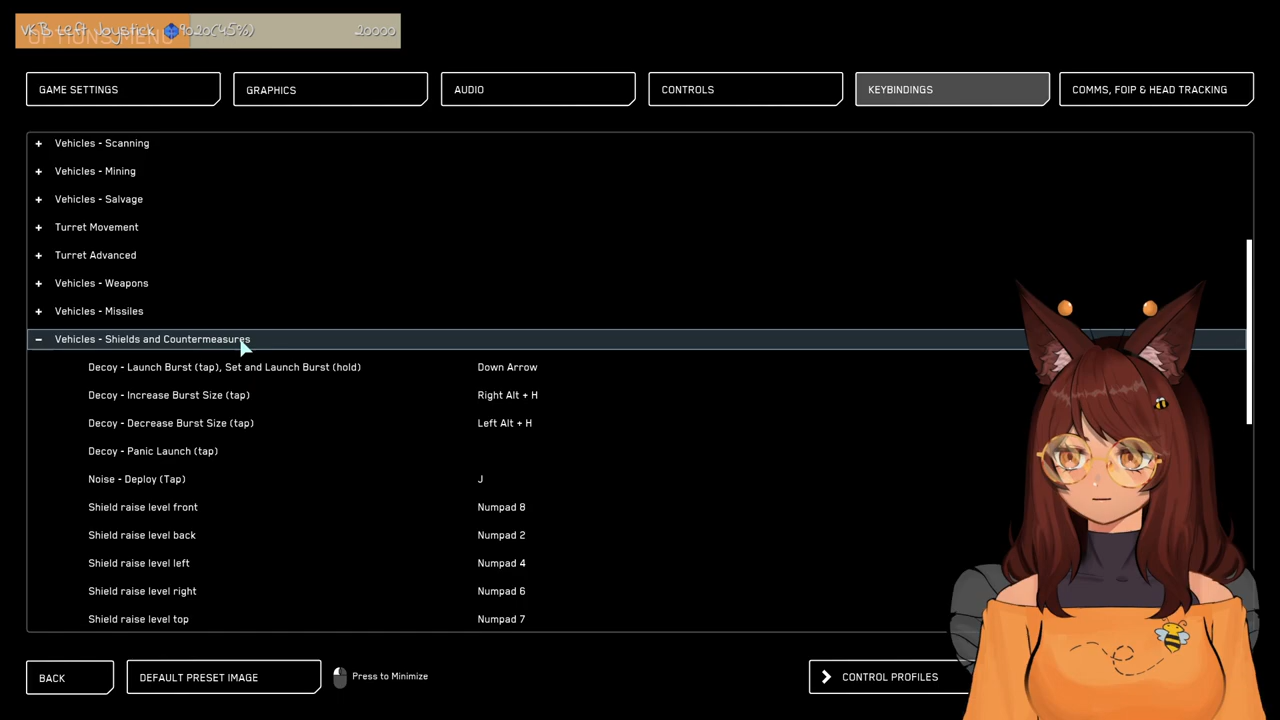 VKB Left Joystick 9020(45%) 20000
OPTIONS MENU
GAME SETTINGS
GRAPHICS
AUDIO
CONTROLS
KEYBINDINGS
COMMS, FOIP & HEAD TRACKING
+ Vehicles - Scanning
+ Vehicles - Mining
+ Vehicles - Salvage
+ Turret Movement
+ Turret Advanced
+ Vehicles - Weapons
+ Vehicles - Missiles
- Vehicles - Shields and Countermeasures
Decoy - Launch Burst (tap), Set and Launch Burst (hold) Down Arrow
Decoy - Increase Burst Size (tap) Right Alt + H
Decoy - Decrease Burst Size (tap) Left Alt + H
Decoy - Panic Launch (tap)
Noise - Deploy (Tap) J
Shield raise level front Numpad 8
Shield raise level back Numpad 2
Shield raise level left Numpad 4
Shield raise level right Numpad 6
Shield raise level top Numpad 7
BACK
DEFAULT PRESET IMAGE
Press to Minimize
CONTROL PROFILES